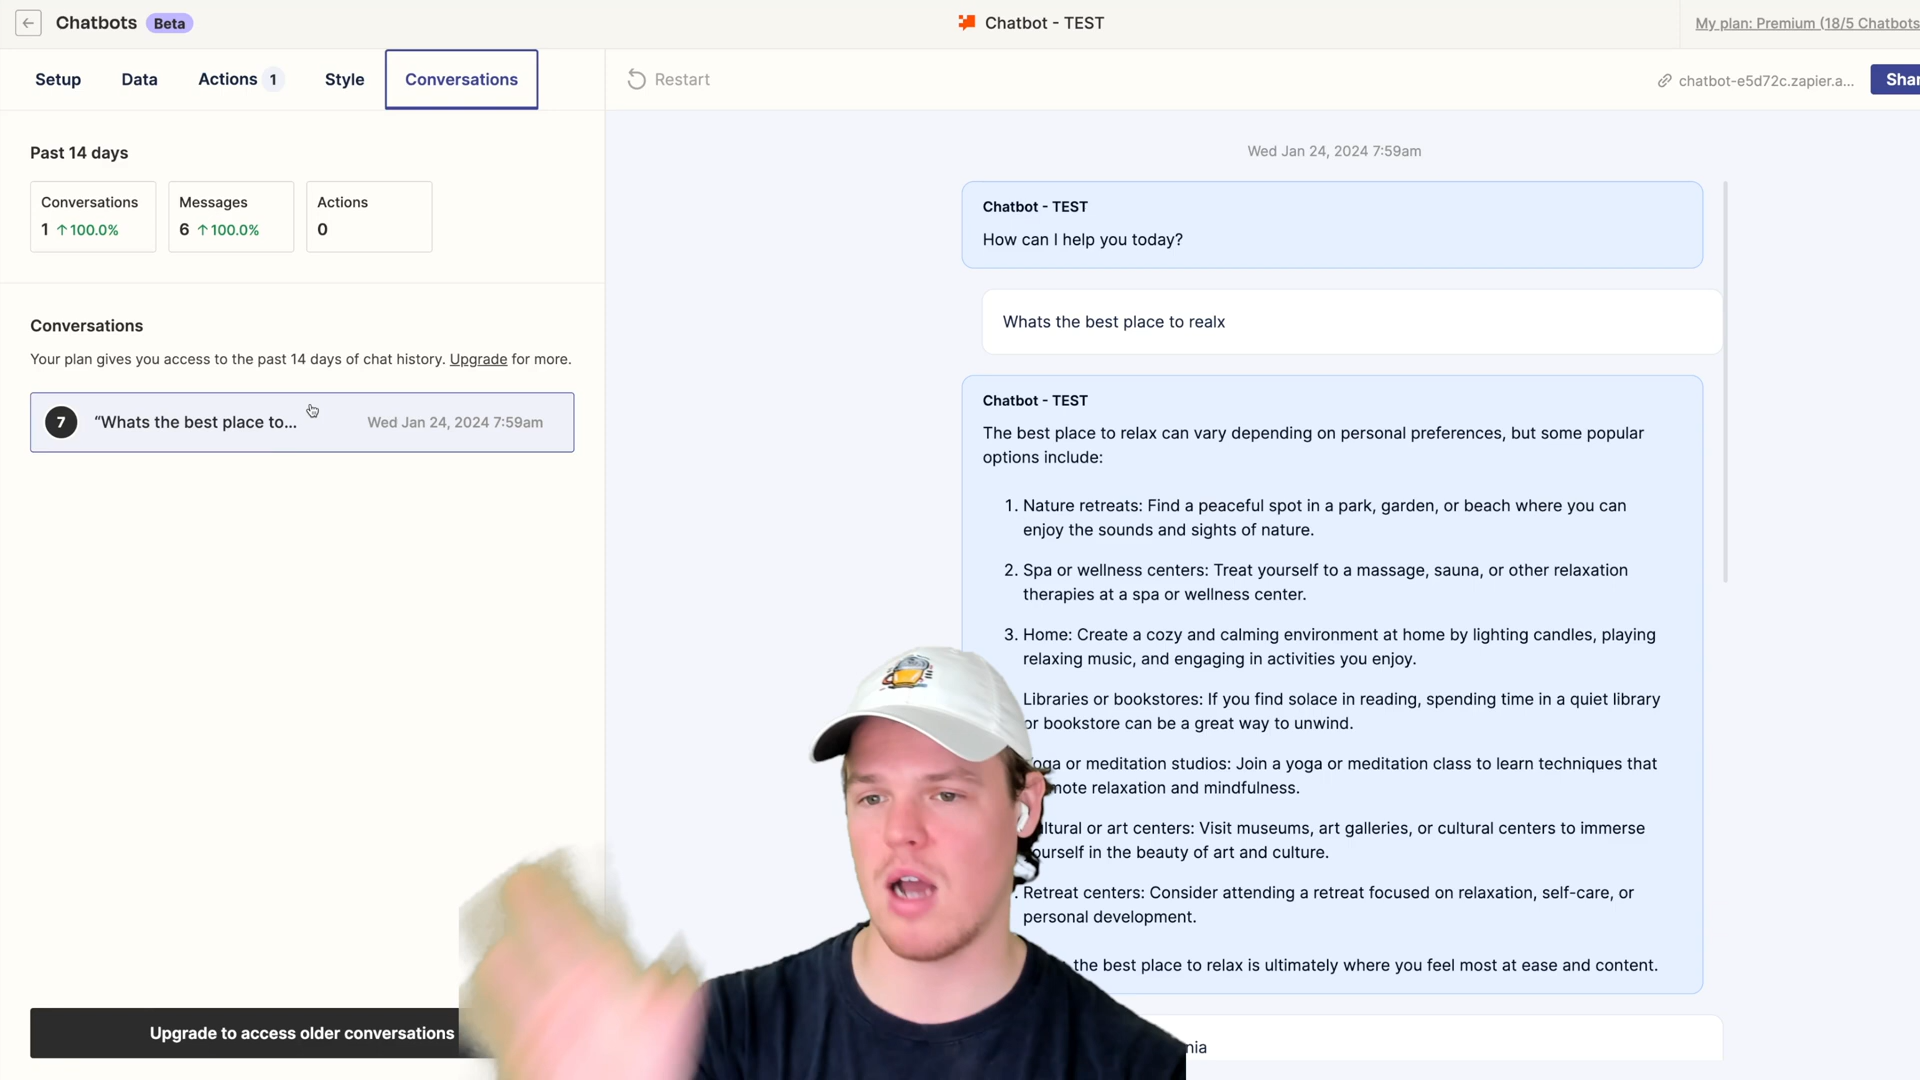 Chatbots Beta
Chatbot - TEST
My plan: Premium (18/5 Chatbots
Setup Data Actions 1 Style Conversations
Restart
chatbot-e5d72c.zapier.a...
Past 14 days
Conversations Messages Actions
1 ↑100.0% 6 ↑100.0% 0
Conversations
Your plan gives you access to the past 14 days of chat history. Upgrade for more.
7 “Whats the best place to... Wed Jan 24, 2024 7:59am
Upgrade to access older conversations
Wed Jan 24, 2024 7:59am
Chatbot - TEST
How can I help you today?
Whats the best place to realx
Chatbot - TEST
The best place to relax can vary depending on personal preferences, but some popular
options include:
1. Nature retreats: Find a peaceful spot in a park, garden, or beach where you can
enjoy the sounds and sights of nature.
2. Spa or wellness centers: Treat yourself to a massage, sauna, or other relaxation
therapies at a spa or wellness center.
3. Home: Create a cozy and calming environment at home by lighting candles, playing
relaxing music, and engaging in activities you enjoy.
Libraries or bookstores: If you find solace in reading, spending time in a quiet library
or bookstore can be a great way to unwind.
or meditation studios: Join a yoga or meditation class to learn techniques that
relaxation and mindfulness.
or art centers: Visit museums, art galleries, or cultural centers to immerse
in the beauty of art and culture.
Retreat centers: Consider attending a retreat focused on relaxation, self-care, or
personal development.
the best place to relax is ultimately where you feel most at ease and content.